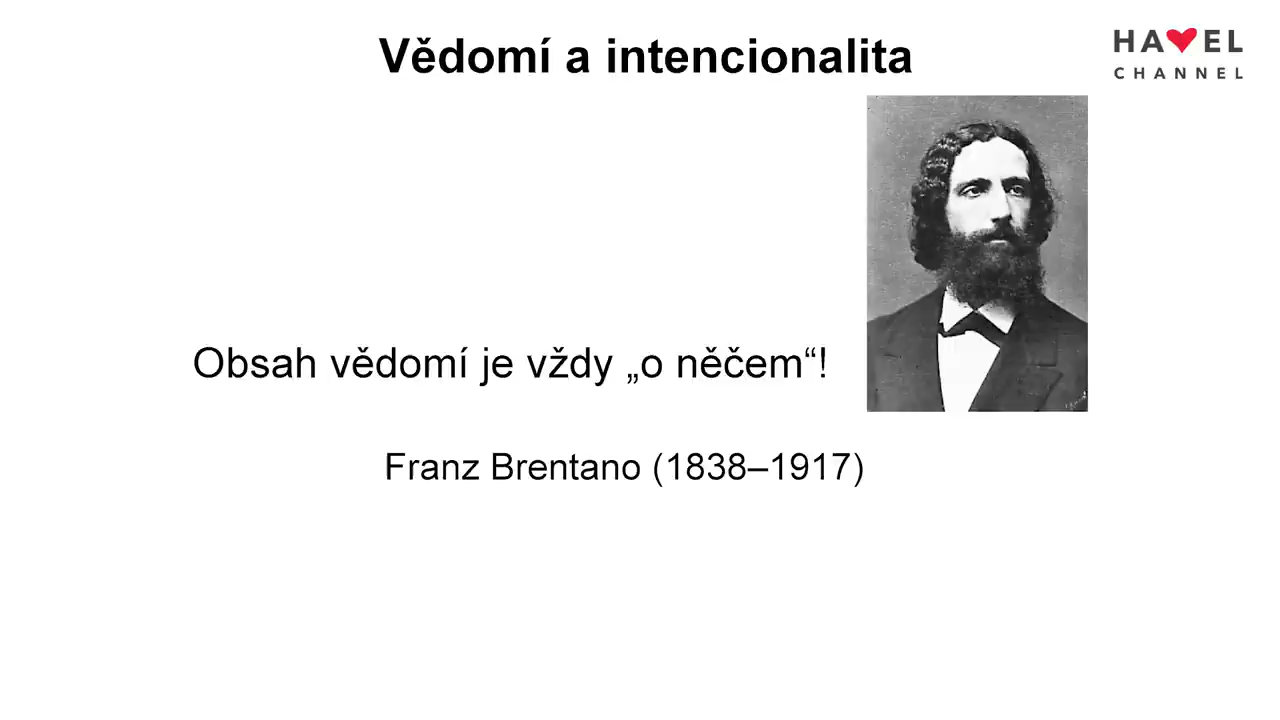 Vědomí a intencionalita
HAVEL
CHANNEL
Obsah vědomí je vždy „o něčem“!
Franz Brentano (1838–1917)